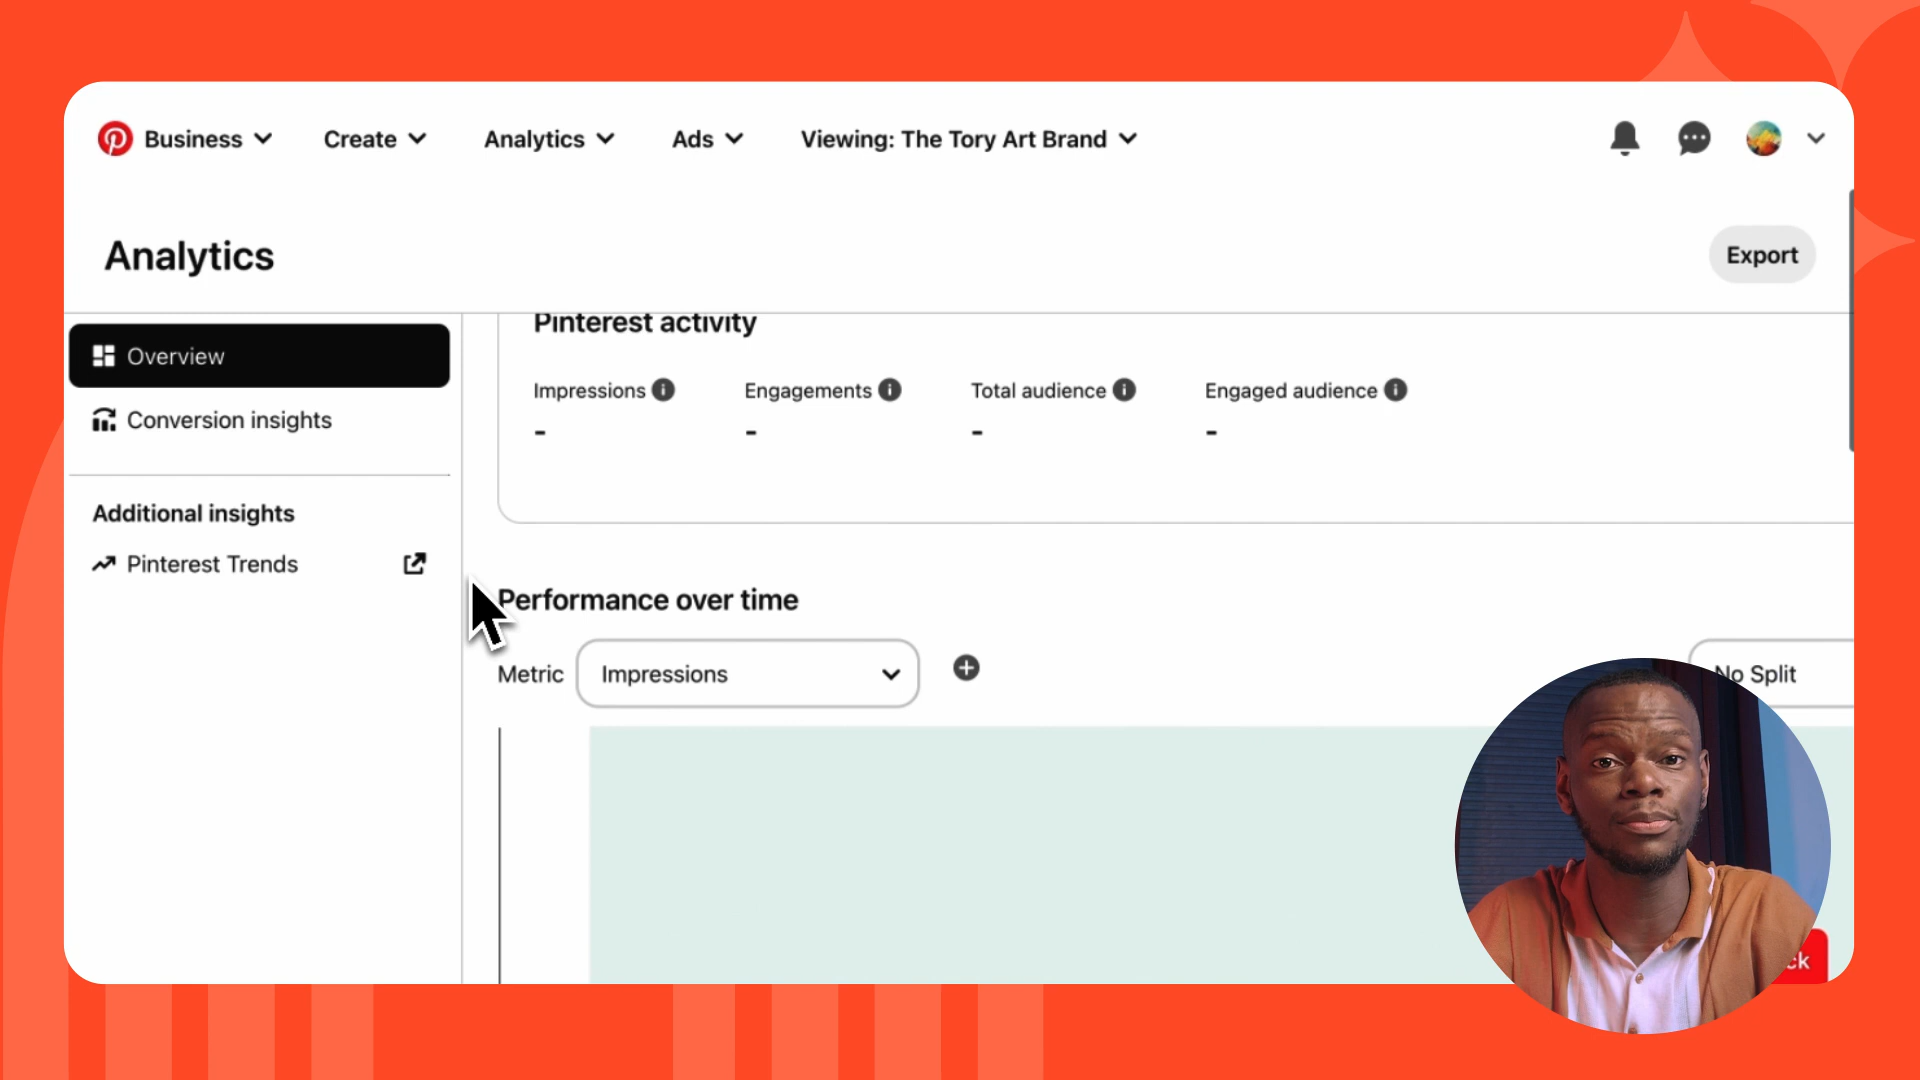 Business Create Analytics Ads Viewing: The Tory Art Brand
Analytics
Export
Overview
Conversion insights
Additional insights
Pinterest Trends
Pinterest activity
Impressions Engagements Total audience Engaged audience
- - - -
Performance over time
Metric Impressions No Split